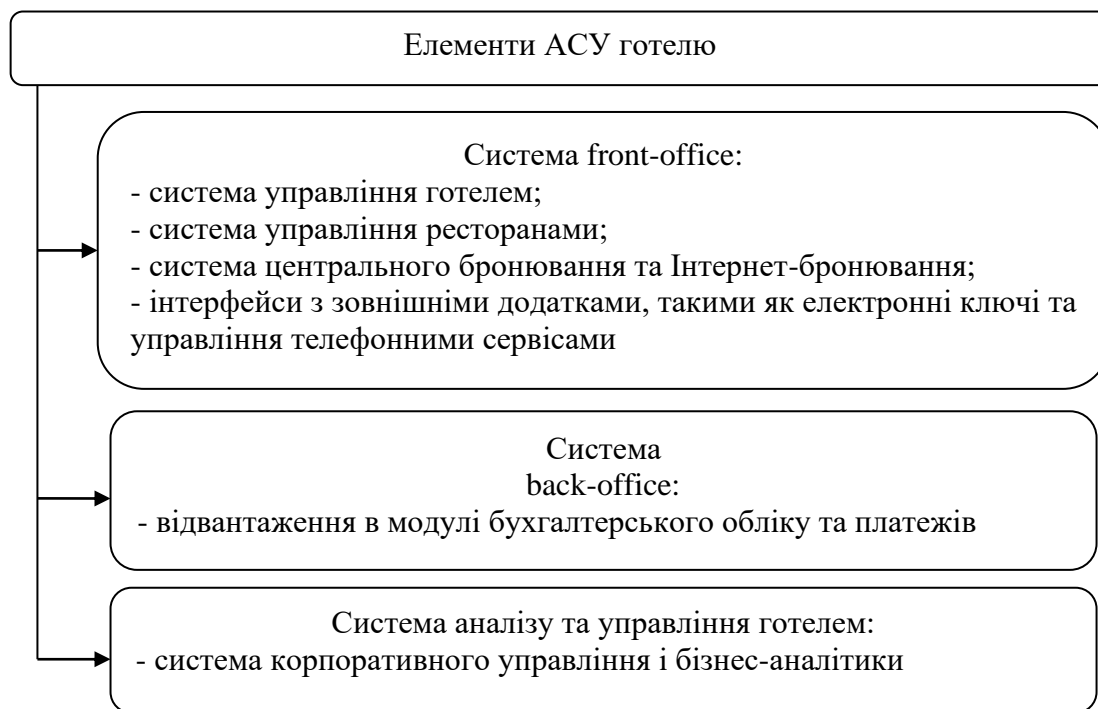 Елементи АСУ готелю
Система front-office:
- система управління готелем;
- система управління ресторанами;
- система центрального бронювання та Інтернет-бронювання;
- інтерфейси з зовнішніми додатками, такими як електронні ключі та
управління телефонними сервісами
Система
back-office:
- відвантаження в модулі бухгалтерського обліку та платежів
Система аналізу та управління готелем:
- система корпоративного управління і бізнес-аналітики